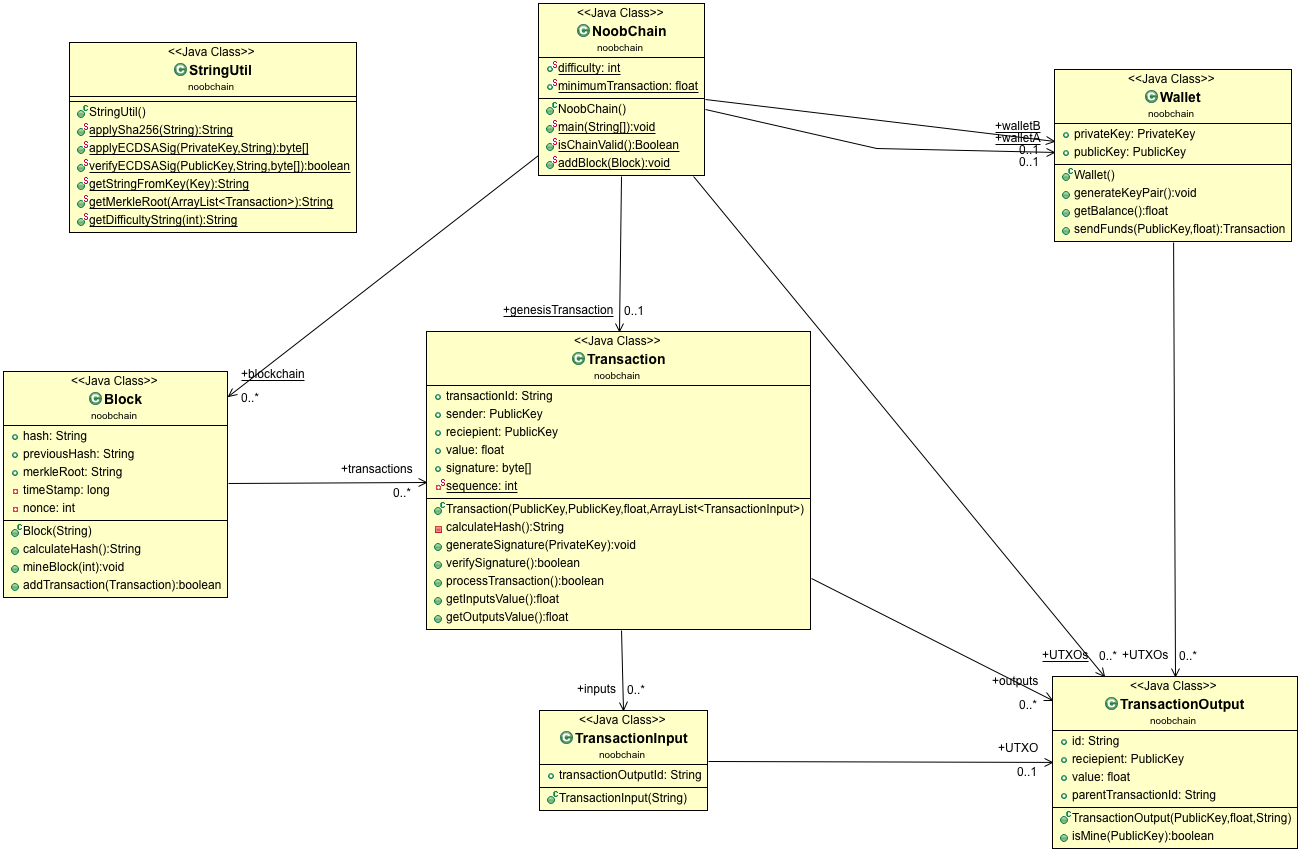 <<Java Class>>
NoobChain
noobchain
difficulty: int
minimumTransaction: float
NoobChain()
main(String[]):void
isChainValid():Boolean
addBlock(Block):void
<<Java Class>>
StringUtil
noobchain
StringUtil()
applySha256(String):String
applyECDSASig(PrivateKey,String):byte[]
verifyECDSASig(PublicKey,String,byte[]):boolean
getStringFromKey(Key):String
getMerkleRoot(ArrayList<Transaction>):String
getDifficultyString(int):String
<<Java Class>>
Wallet
noobchain
privateKey: PrivateKey
publicKey: PublicKey
Wallet()
generateKeyPair():void
getBalance():float
sendFunds(PublicKey,float):Transaction
+walletB
+walletA
0..1
0..1
+genesisTransaction
0..1
+blockchain
0..*
<<Java Class>>
Block
noobchain
hash: String
previousHash: String
merkleRoot: String
timeStamp: long
nonce: int
Block(String)
calculateHash():String
mineBlock(int):void
addTransaction(Transaction):boolean
+transactions
0..*
<<Java Class>>
Transaction
noobchain
transactionId: String
sender: PublicKey
reciepient: PublicKey
value: float
signature: byte[]
sequence: int
Transaction(PublicKey,PublicKey,float,ArrayList<TransactionInput>)
calculateHash():String
generateSignature(PrivateKey):void
verifySignature():boolean
processTransaction():boolean
getInputsValue():float
getOutputsValue():float
+UTXOs
0..*
+UTXOs
0..*
+outputs
0..*
+inputs
0..*
<<Java Class>>
TransactionInput
noobchain
transactionOutputId: String
TransactionInput(String)
+UTXO
0..1
<<Java Class>>
TransactionOutput
noobchain
id: String
reciepient: PublicKey
value: float
parentTransactionId: String
TransactionOutput(PublicKey,float,String)
isMine(PublicKey):boolean